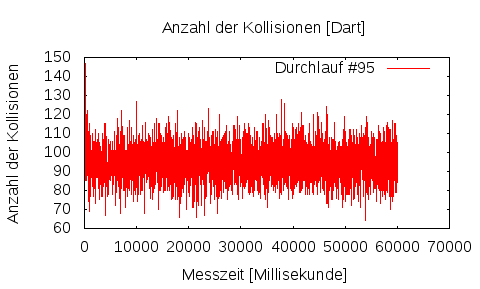 Anzahl der Kollisionen [Dart]
Durchlauf #95
Anzahl der Kollisionen
150
140
130
120
110
100
90
80
70
60
0 10000 20000 30000 40000 50000 60000 70000
Messzeit [Millisekunde]